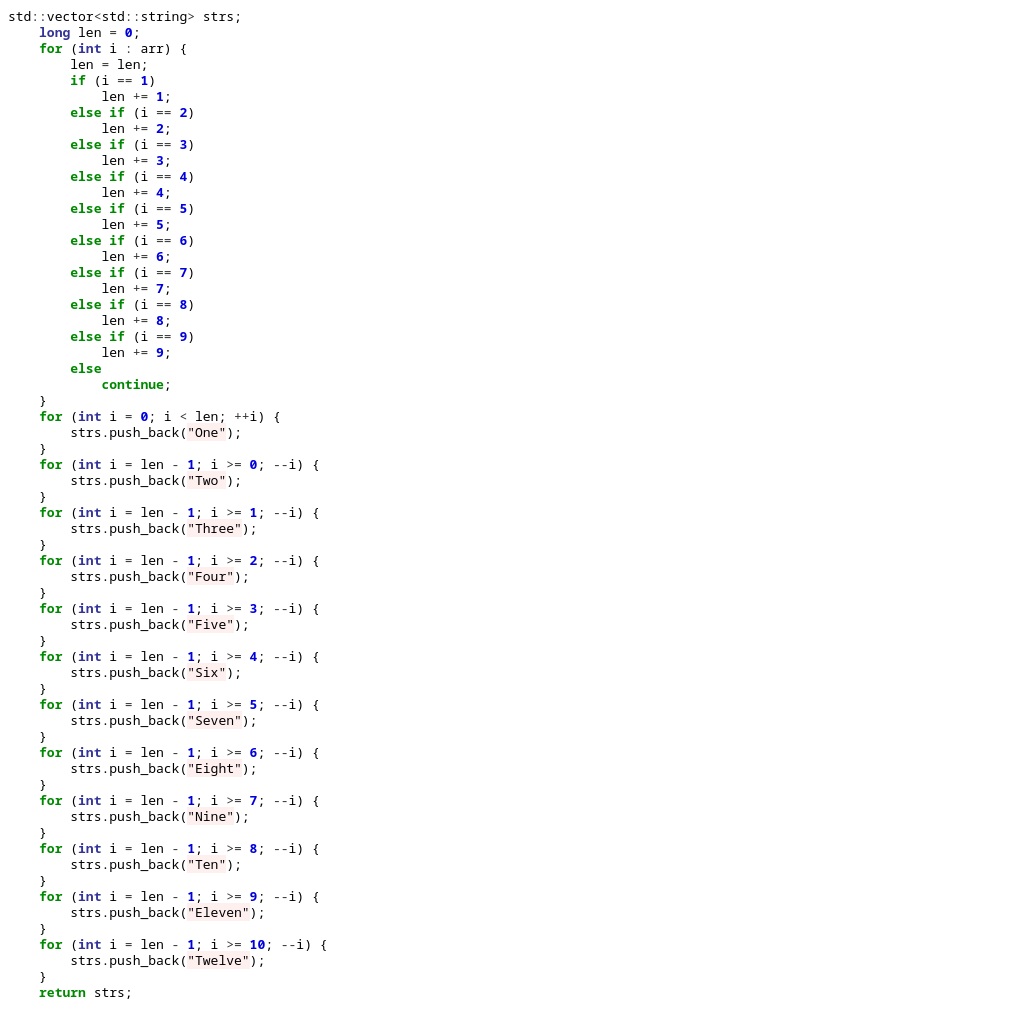 std::vector<std::string> strs;
    long len = 0;
    for (int i : arr) {
        len = len;
        if (i == 1)
            len += 1;
        else if (i == 2)
            len += 2;
        else if (i == 3)
            len += 3;
        else if (i == 4)
            len += 4;
        else if (i == 5)
            len += 5;
        else if (i == 6)
            len += 6;
        else if (i == 7)
            len += 7;
        else if (i == 8)
            len += 8;
        else if (i == 9)
            len += 9;
        else
            continue;
    }
    for (int i = 0; i < len; ++i) {
        strs.push_back("One");
    }
    for (int i = len - 1; i >= 0; --i) {
        strs.push_back("Two");
    }
    for (int i = len - 1; i >= 1; --i) {
        strs.push_back("Three");
    }
    for (int i = len - 1; i >= 2; --i) {
        strs.push_back("Four");
    }
    for (int i = len - 1; i >= 3; --i) {
        strs.push_back("Five");
    }
    for (int i = len - 1; i >= 4; --i) {
        strs.push_back("Six");
    }
    for (int i = len - 1; i >= 5; --i) {
        strs.push_back("Seven");
    }
    for (int i = len - 1; i >= 6; --i) {
        strs.push_back("Eight");
    }
    for (int i = len - 1; i >= 7; --i) {
        strs.push_back("Nine");
    }
    for (int i = len - 1; i >= 8; --i) {
        strs.push_back("Ten");
    }
    for (int i = len - 1; i >= 9; --i) {
        strs.push_back("Eleven");
    }
    for (int i = len - 1; i >= 10; --i) {
        strs.push_back("Twelve");
    }
    return strs;